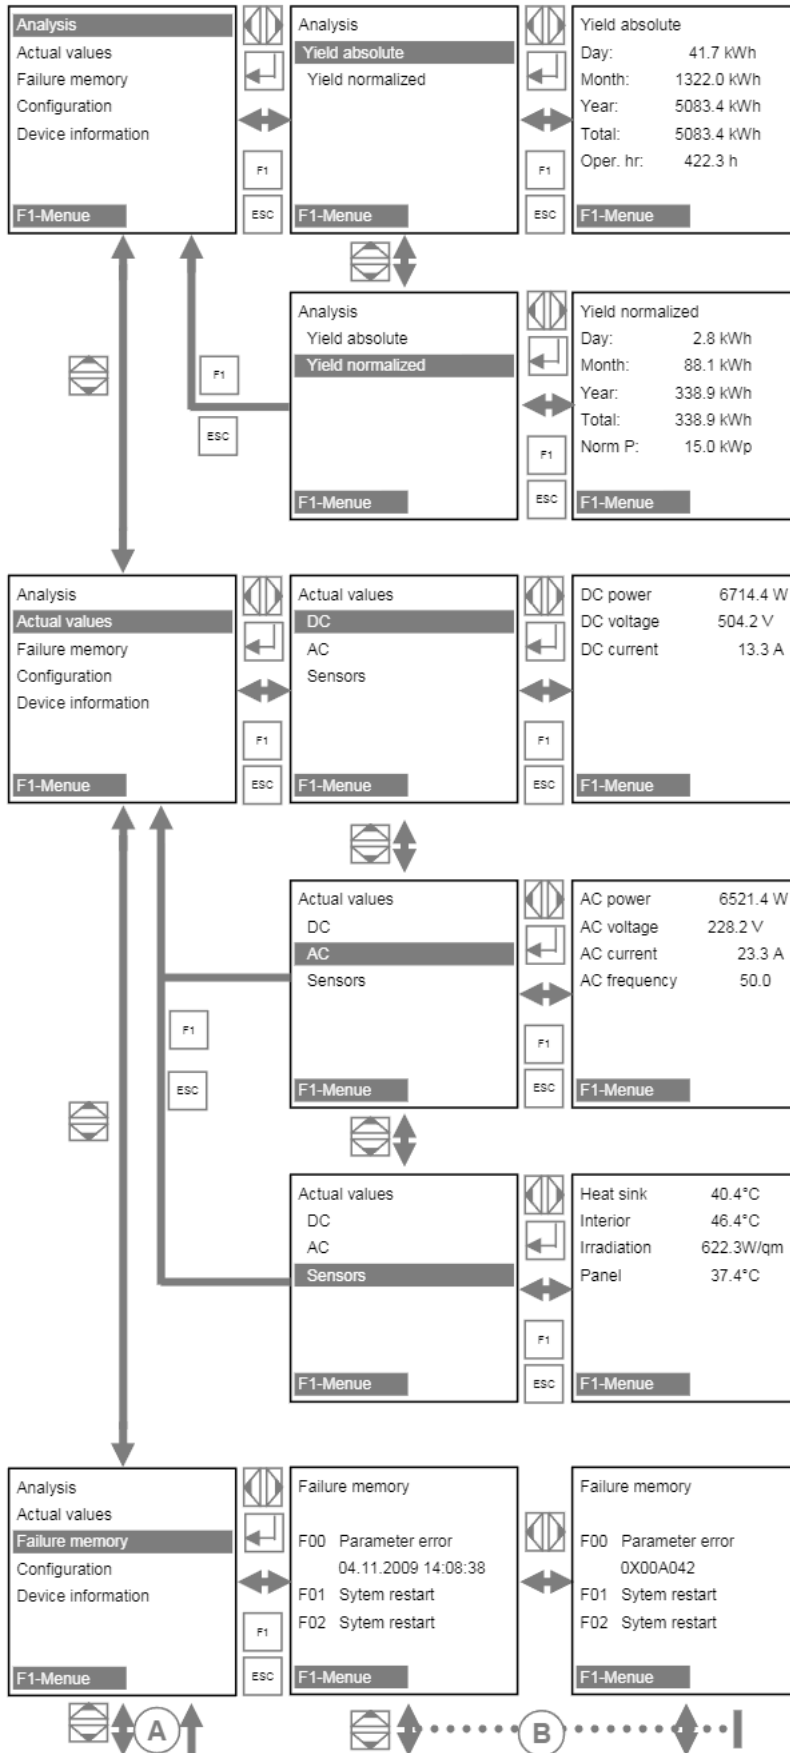 Analysis
Actual values
Failure memory
Configuration
Device information
F1-Menue
F1
ESC
Analysis
Yield absolute
Yield normalized
F1-Menue
F1
ESC
Yield absolute
Day: 41.7 kWh
Month: 1322.0 kWh
Year: 5083.4 kWh
Total: 5083.4 kWh
Oper. hr: 422.3 h
F1-Menue
F1
ESC
Analysis
Yield absolute
Yield normalized
F1-Menue
F1
ESC
Yield normalized
Day: 2.8 kWh
Month: 88.1 kWh
Year: 338.9 kWh
Total: 338.9 kWh
Norm P: 15.0 kWp
F1-Menue
Analysis
Actual values
Failure memory
Configuration
Device information
F1-Menue
F1
ESC
Actual values
DC
AC
Sensors
F1-Menue
F1
ESC
DC power 6714.4 W
DC voltage 504.2 V
DC current 13.3 A
F1-Menue
F1
ESC
Actual values
DC
AC
Sensors
F1-Menue
F1
ESC
AC power 6521.4 W
AC voltage 228.2 V
AC current 23.3 A
AC frequency 50.0
F1-Menue
Actual values
DC
AC
Sensors
F1-Menue
F1
ESC
Heat sink 40.4°C
Interior 46.4°C
Irradiation 622.3W/qm
Panel 37.4°C
F1-Menue
Analysis
Actual values
Failure memory
Configuration
Device information
F1-Menue
F1
ESC
Failure memory
F00 Parameter error
04.11.2009 14:08:38
F01 Sytem restart
F02 Sytem restart
F1-Menue
Failure memory
F00 Parameter error
0X00A042
F01 Sytem restart
F02 Sytem restart
F1-Menue
A
B